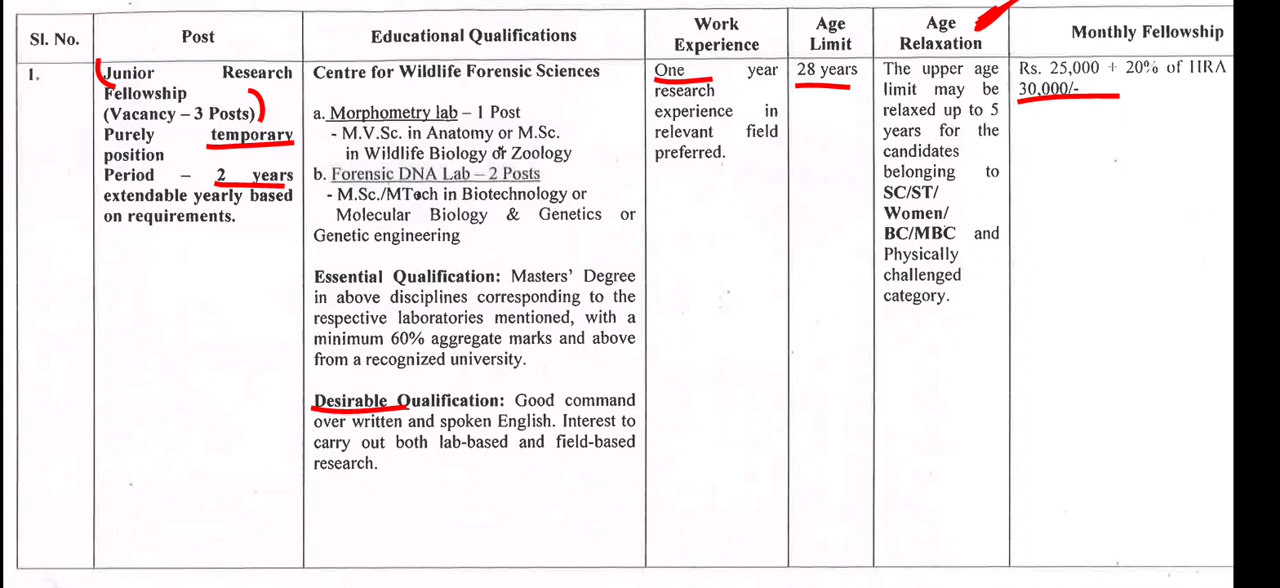 Sl. No.
Post
Educational Qualifications
Work
Experience
Age
Limit
Age
Relaxation
Monthly Fellowship
1.
Junior Research
Fellowship
(Vacancy – 3 Posts)
Purely temporary
position
Period – 2 years
extendable yearly based
on requirements.
Centre for Wildlife Forensic Sciences
a. Morphometry lab – 1 Post
- M.V.Sc. in Anatomy or M.Sc.
in Wildlife Biology or Zoology
b. Forensic DNA Lab – 2 Posts
- M.Sc./MTech in Biotechnology or
Molecular Biology & Genetics or
Genetic engineering
Essential Qualification: Masters' Degree
in above disciplines corresponding to the
respective laboratories mentioned, with a
minimum 60% aggregate marks and above
from a recognized university.
Desirable Qualification: Good command
over written and spoken English. Interest to
carry out both lab-based and field-based
research.
One year
research
experience in
relevant field
preferred.
28 years
The upper age
limit may be
relaxed up to 5
years for the
candidates
belonging to
SC/ST/
Women/
BC/MBC and
Physically
challenged
category.
Rs. 25,000 + 20% of HRA
30,000/-